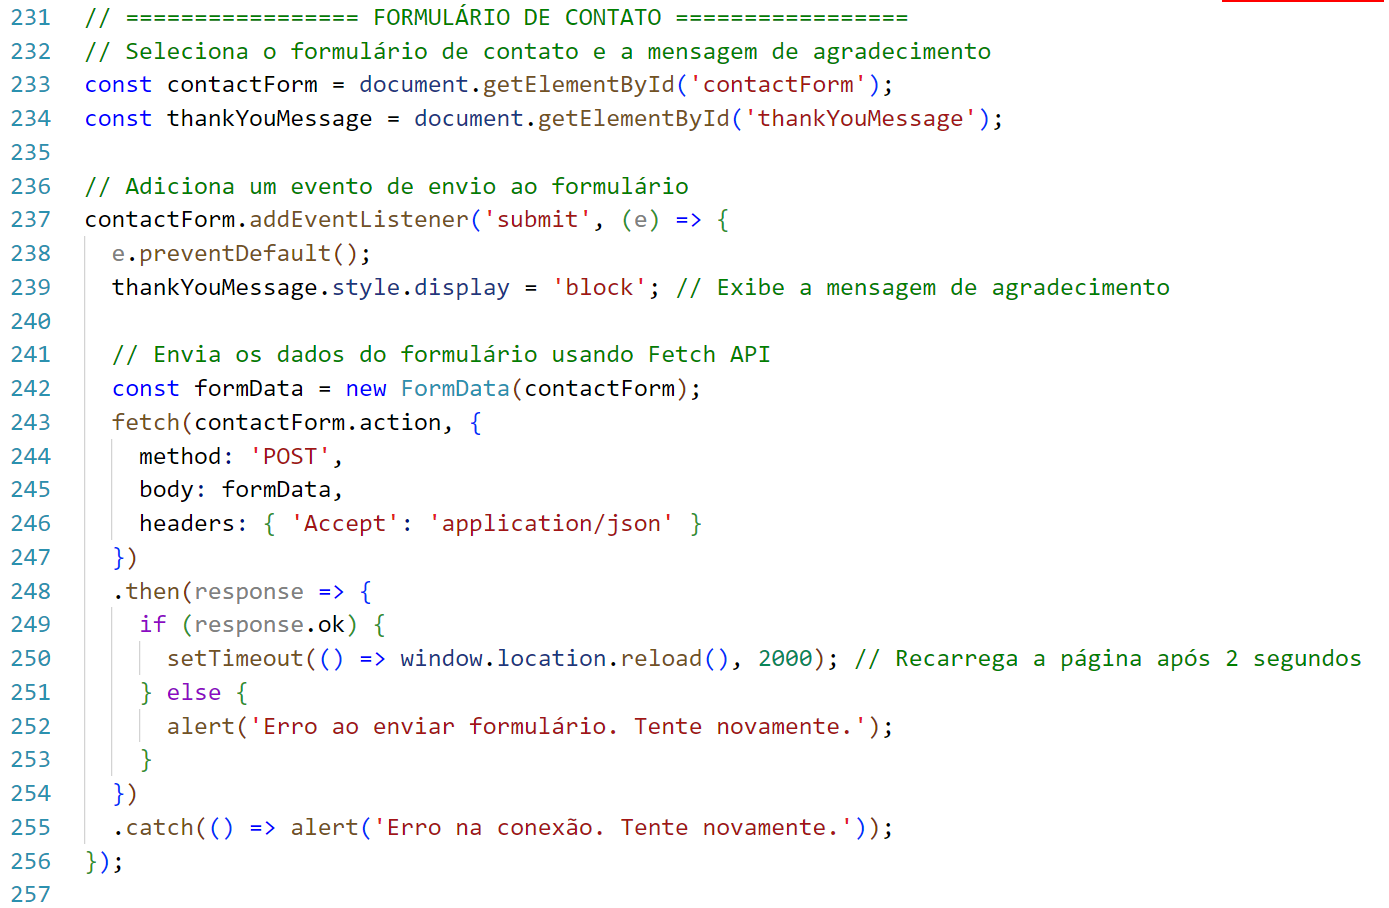 231 // ================= FORMULÁRIO DE CONTATO =================
232 // Seleciona o formulário de contato e a mensagem de agradecimento
233 const contactForm = document.getElementById('contactForm');
234 const thankYouMessage = document.getElementById('thankYouMessage');
235
236 // Adiciona um evento de envio ao formulário
237 contactForm.addEventListener('submit', (e) => {
238   e.preventDefault();
239   thankYouMessage.style.display = 'block'; // Exibe a mensagem de agradecimento
240
241   // Envia os dados do formulário usando Fetch API
242   const formData = new FormData(contactForm);
243   fetch(contactForm.action, {
244     method: 'POST',
245     body: formData,
246     headers: { 'Accept': 'application/json' }
247   })
248   .then(response => {
249     if (response.ok) {
250       setTimeout(() => window.location.reload(), 2000); // Recarrega a página após 2 segundos
251     } else {
252       alert('Erro ao enviar formulário. Tente novamente.');
253     }
254   })
255   .catch(() => alert('Erro na conexão. Tente novamente.'));
256 });
257